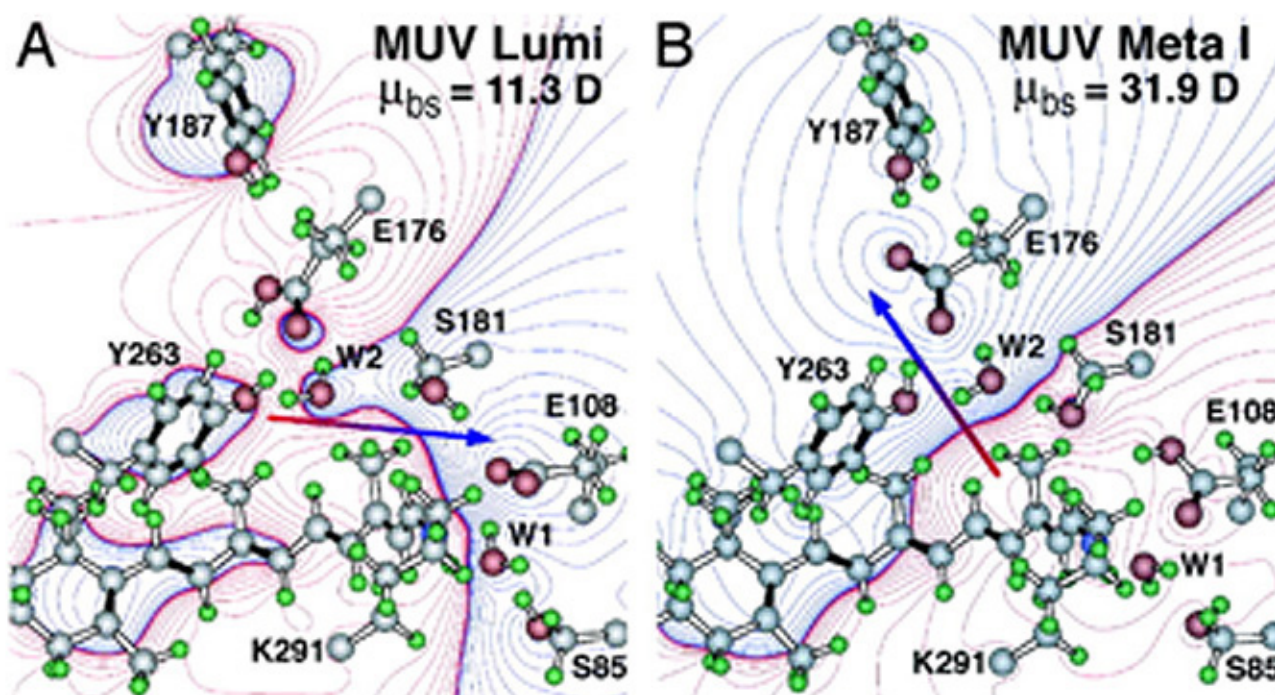 A
MUV Lumi
μbs = 11.3 D
Y187
E176
S181
Y263
W2
E108
W1
K291
S85
B
MUV Meta I
μbs = 31.9 D
Y187
E176
S181
W2
Y263
E108
W1
K291
S85